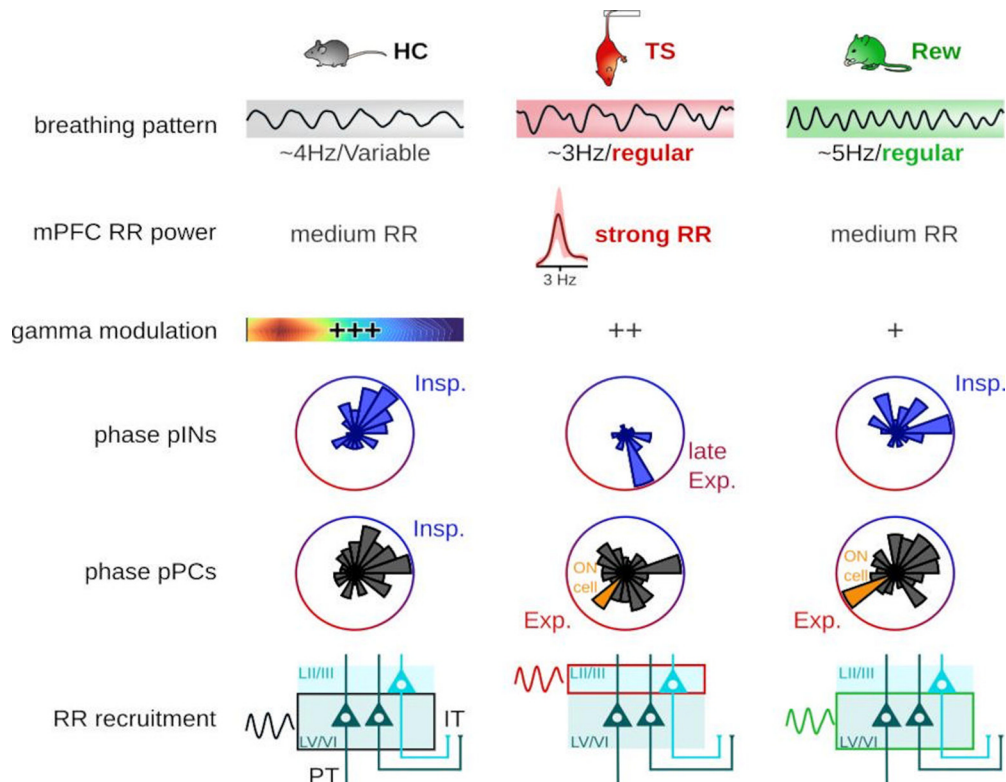 HC TS Rew
breathing pattern
~4Hz/Variable ~3Hz/regular ~5Hz/regular
mPFC RR power medium RR strong RR medium RR
3 Hz
gamma modulation +++ ++ +
Insp. Insp.
phase pINs late
Exp.
Insp.
phase pPCs ON ON
cell cell
Exp. Exp.
LII/III LII/III LII/III
RR recruitment IT
LV/VI LV/VI LV/VI
PT